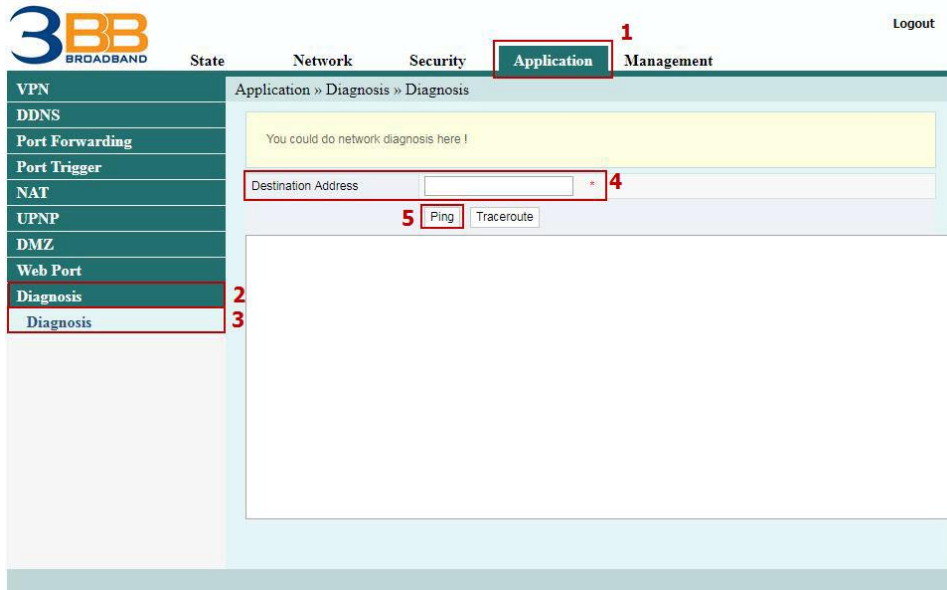 3BB
BROADBAND
Logout
1
State Network Security Application Management
VPN
Application » Diagnosis » Diagnosis
DDNS
Port Forwarding
Port Trigger
NAT
UPNP
DMZ
Web Port
Diagnosis 2
Diagnosis 3
You could do network diagnosis here !
Destination Address * 4
5 Ping Traceroute